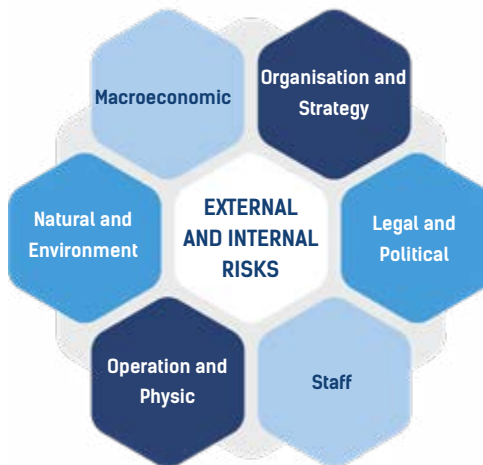 Macroeconomic
Organisation and
Strategy
Natural and
Environment
EXTERNAL
AND INTERNAL
RISKS
Legal and
Political
Operation and
Physic
Staff